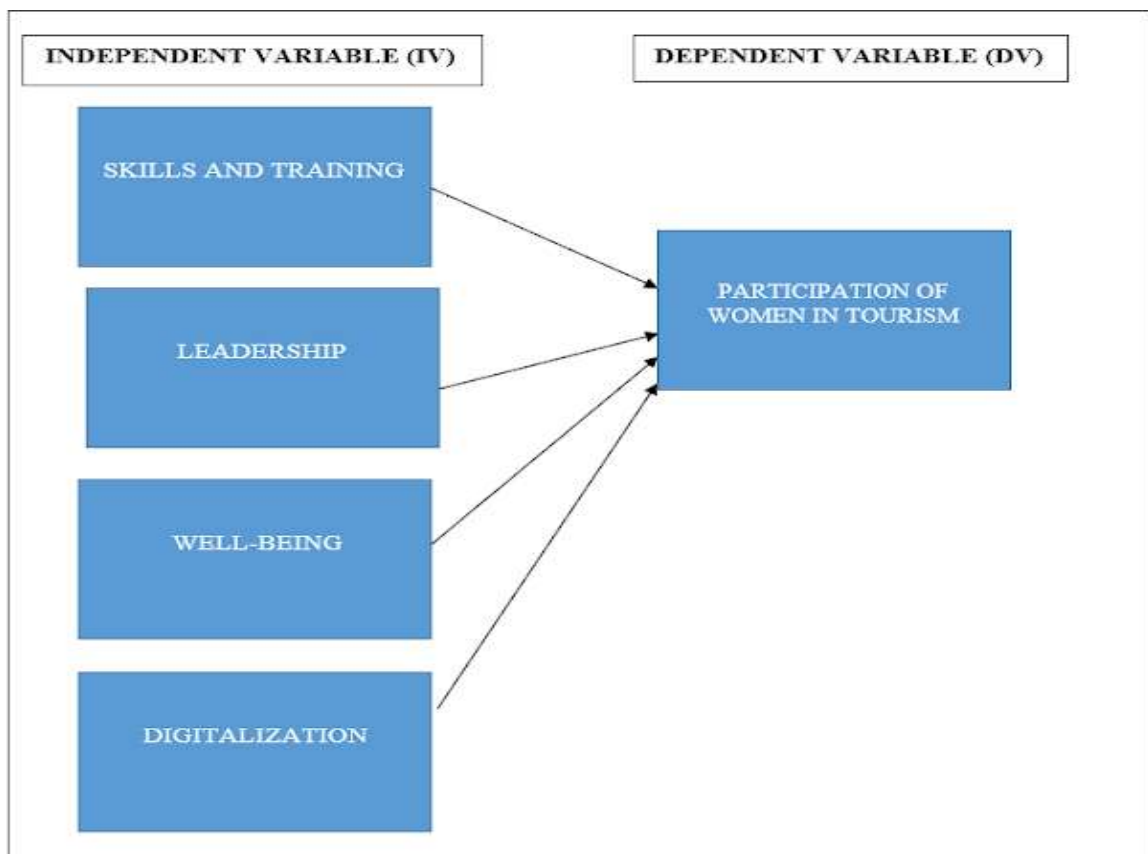 INDEPENDENT VARIABLE (IV)
DEPENDENT VARIABLE (DV)
SKILLS AND TRAINING
LEADERSHIP
WELL-BEING
DIGITALIZATION
PARTICIPATION OF
WOMEN IN TOURISM